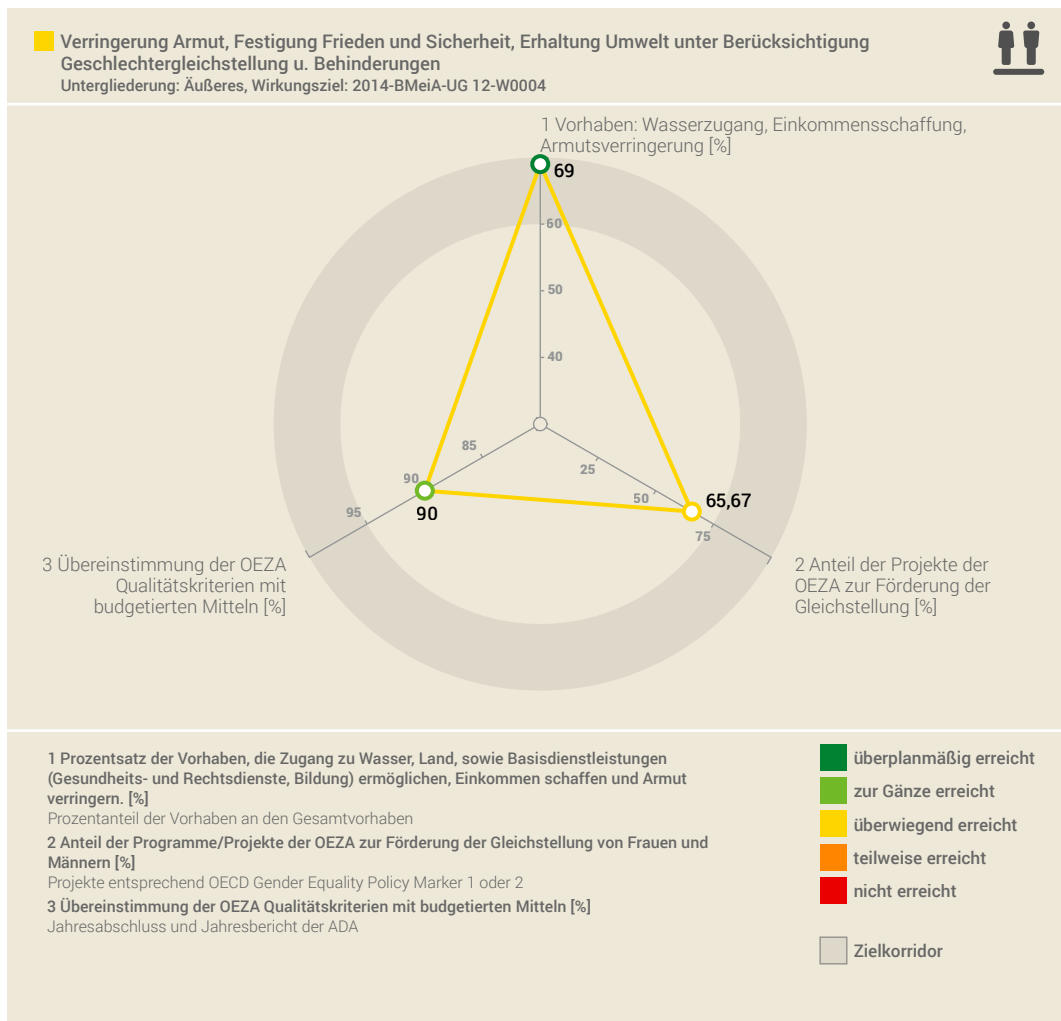 Verringerung Armut, Festigung Frieden und Sicherheit, Erhaltung Umwelt unter Berücksichtigung
Geschlechtergleichstellung u. Behinderungen
Untergliederung: Äußeres, Wirkungsziel: 2014-BMeiA-UG 12-W0004
1 Vorhaben: Wasserzugang, Einkommensschaffung,
Armutsverringerung [%]
69
60
50
40
85
90
95
90
25
50
75
65,67
3 Übereinstimmung der OEZA
Qualitätskriterien mit
budgetierten Mitteln [%]
2 Anteil der Projekte der
OEZA zur Förderung der
Gleichstellung [%]
1 Prozentsatz der Vorhaben, die Zugang zu Wasser, Land, sowie Basisdienstleistungen
(Gesundheits- und Rechtsdienste, Bildung) ermöglichen, Einkommen schaffen und Armut
verringern. [%]
Prozentanteil der Vorhaben an den Gesamtvorhaben
2 Anteil der Programme/Projekte der OEZA zur Förderung der Gleichstellung von Frauen und
Männern [%]
Projekte entsprechend OECD Gender Equality Policy Marker 1 oder 2
3 Übereinstimmung der OEZA Qualitätskriterien mit budgetierten Mitteln [%]
Jahresabschluss und Jahresbericht der ADA
überplanmäßig erreicht
zur Gänze erreicht
überwiegend erreicht
teilweise erreicht
nicht erreicht
Zielkorridor